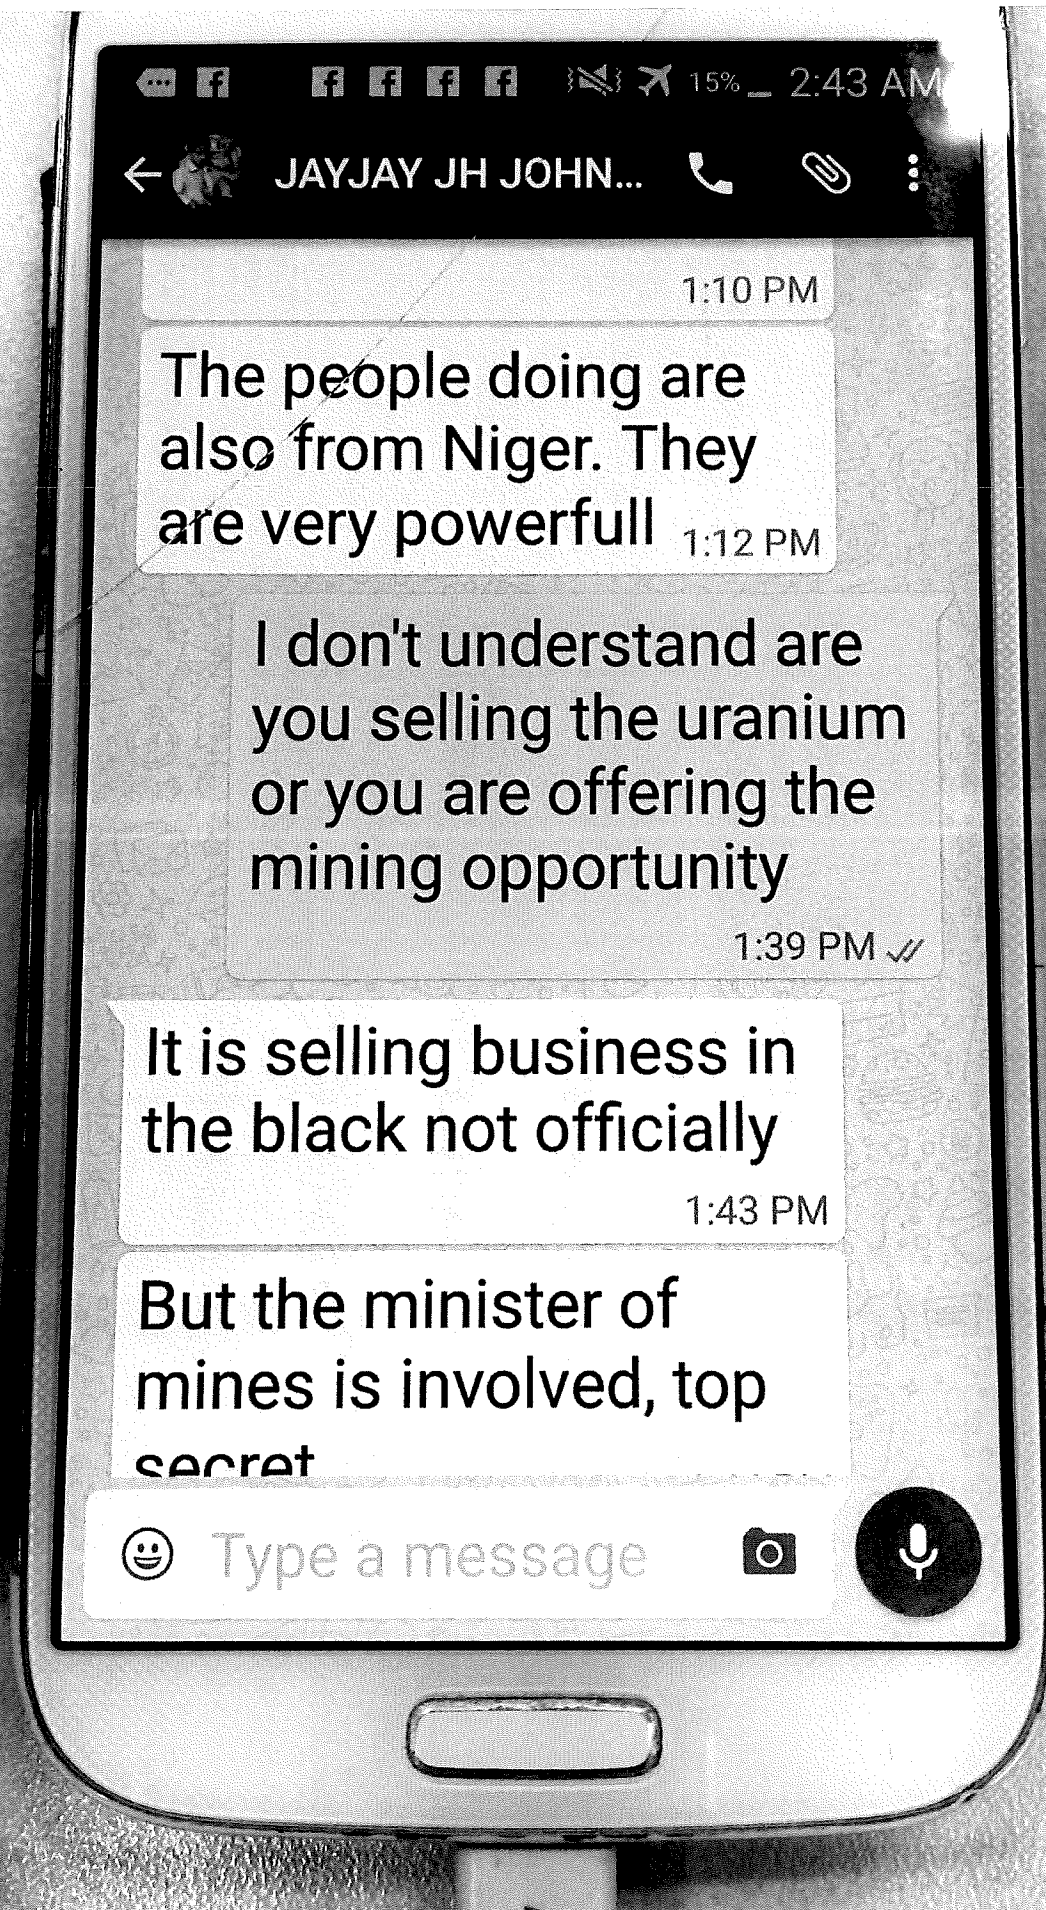 15% 2:43 AM
JAYJAY JH JOHN...
1:10 PM
The people doing are
also from Niger. They
are very powerfull 1:12 PM
I don't understand are
you selling the uranium
or you are offering the
mining opportunity
1:39 PM
It is selling business in
the black not officially
1:43 PM
But the minister of
mines is involved, top
secret
Type a message